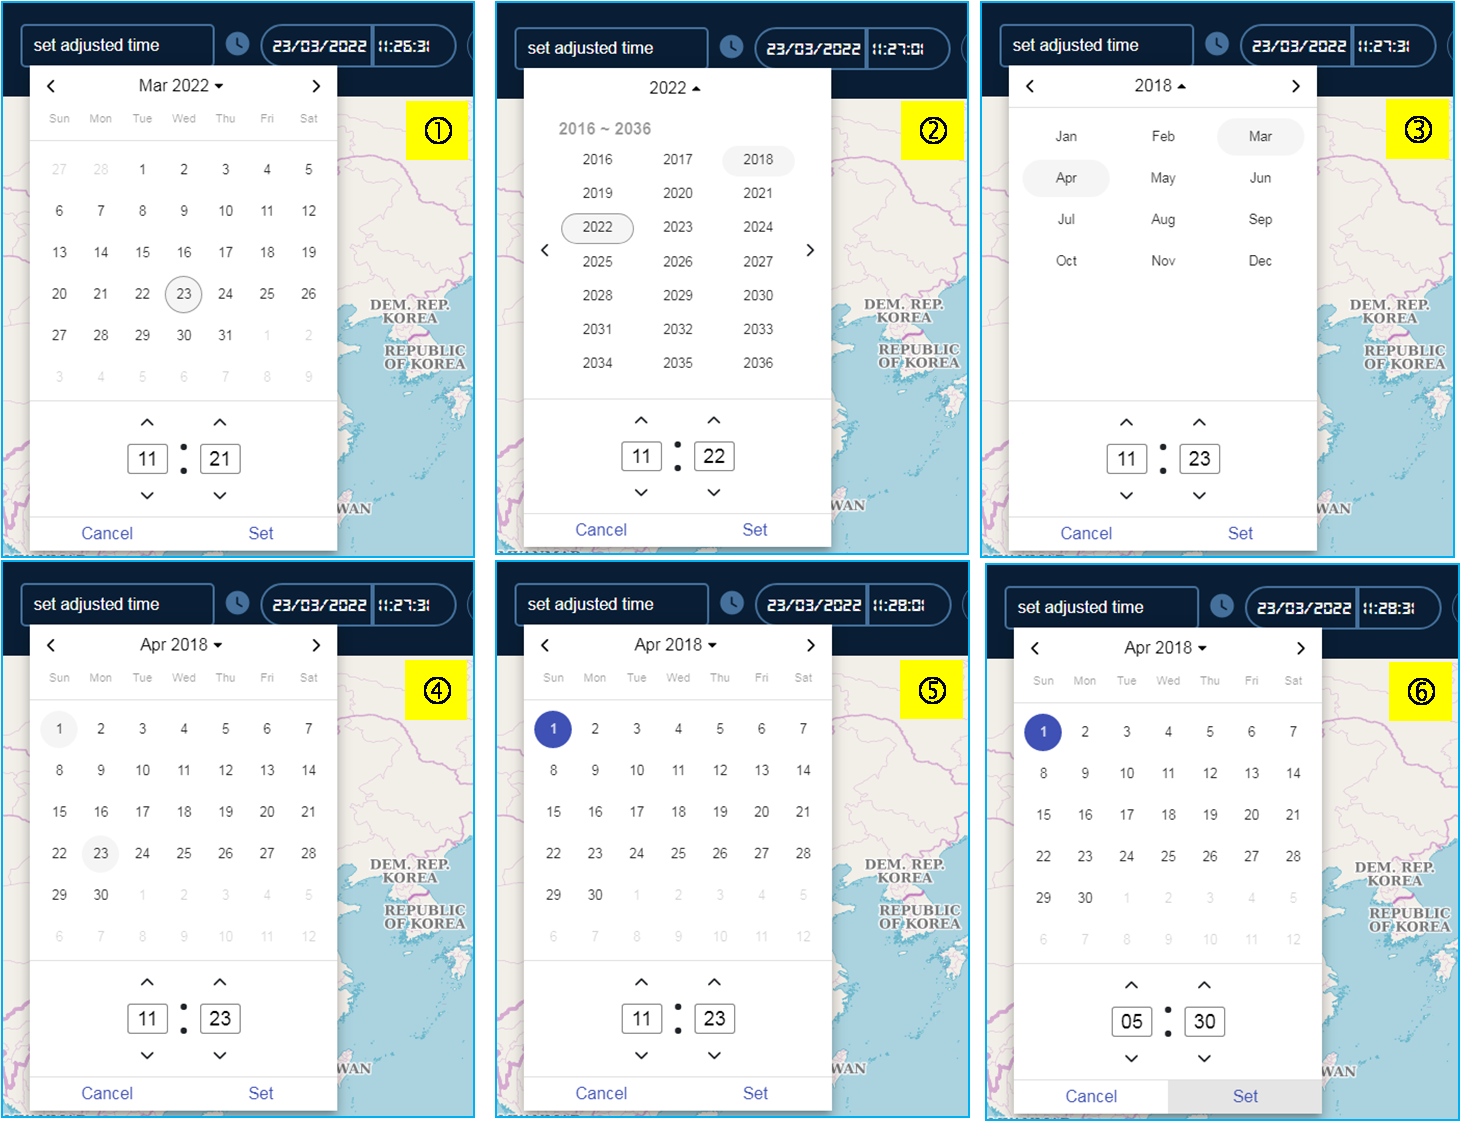 set adjusted time 23/03/2022 11:26:31
Mar 2022
①
Sun Mon Tue Wed Thu Fri Sat
27 28 1 2 3 4 5
6 7 8 9 10 11 12
13 14 15 16 17 18 19
20 21 22 23 24 25 26
27 28 29 30 31 1 2
3 4 5 6 7 8 9
DEM. REP.
KOREA
REPUBLIC
OF KOREA
11 : 21
WAN
Cancel Set
set adjusted time 23/03/2022 11:27:01
2022
②
2016 ~ 2036
2016 2017 2018
2019 2020 2021
2022 2023 2024
2025 2026 2027
2028 2029 2030
2031 2032 2033
2034 2035 2036
DEM. REP.
KOREA
REPUBLIC
OF KOREA
11 : 22
WAN
Cancel Set
set adjusted time 23/03/2022 11:27:31
2018
③
Jan Feb Mar
Apr May Jun
Jul Aug Sep
Oct Nov Dec
DEM. REP.
KOREA
REPUBLIC
OF KOREA
11 : 23
WAN
Cancel Set
set adjusted time 23/03/2022 11:27:31
Apr 2018
④
Sun Mon Tue Wed Thu Fri Sat
1 2 3 4 5 6 7
8 9 10 11 12 13 14
15 16 17 18 19 20 21
22 23 24 25 26 27 28
29 30 1 2 3 4 5
6 7 8 9 10 11 12
DEM. REP.
KOREA
REPUBLIC
OF KOREA
11 : 23
WAN
Cancel Set
set adjusted time 23/03/2022 11:28:01
Apr 2018
⑤
Sun Mon Tue Wed Thu Fri Sat
1 2 3 4 5 6 7
8 9 10 11 12 13 14
15 16 17 18 19 20 21
22 23 24 25 26 27 28
29 30 1 2 3 4 5
6 7 8 9 10 11 12
DEM. REP.
KOREA
REPUBLIC
OF KOREA
11 : 23
WAN
Cancel Set
set adjusted time 23/03/2022 11:28:31
Apr 2018
⑥
Sun Mon Tue Wed Thu Fri Sat
1 2 3 4 5 6 7
8 9 10 11 12 13 14
15 16 17 18 19 20 21
22 23 24 25 26 27 28
29 30 1 2 3 4 5
6 7 8 9 10 11 12
DEM. REP.
KOREA
REPUBLIC
OF KOREA
05 : 30
WAN
Cancel Set